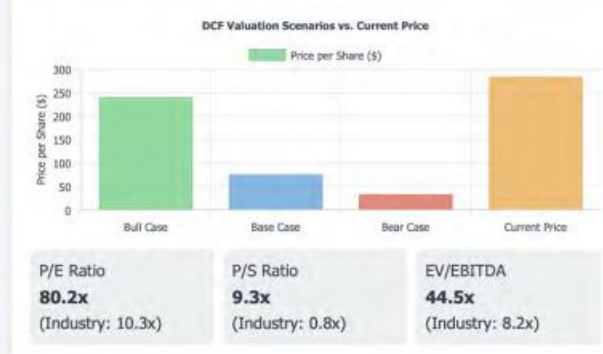 DCF Valuation Scenarios vs. Current Price
Price per Share ($)
Price per Share ($)
300
250
200
150
100
50
0
Bull Case
Base Case
Bear Case
Current Price
P/E Ratio
80.2x
(Industry: 10.3x)
P/S Ratio
9.3x
(Industry: 0.8x)
EV/EBITDA
44.5x
(Industry: 8.2x)